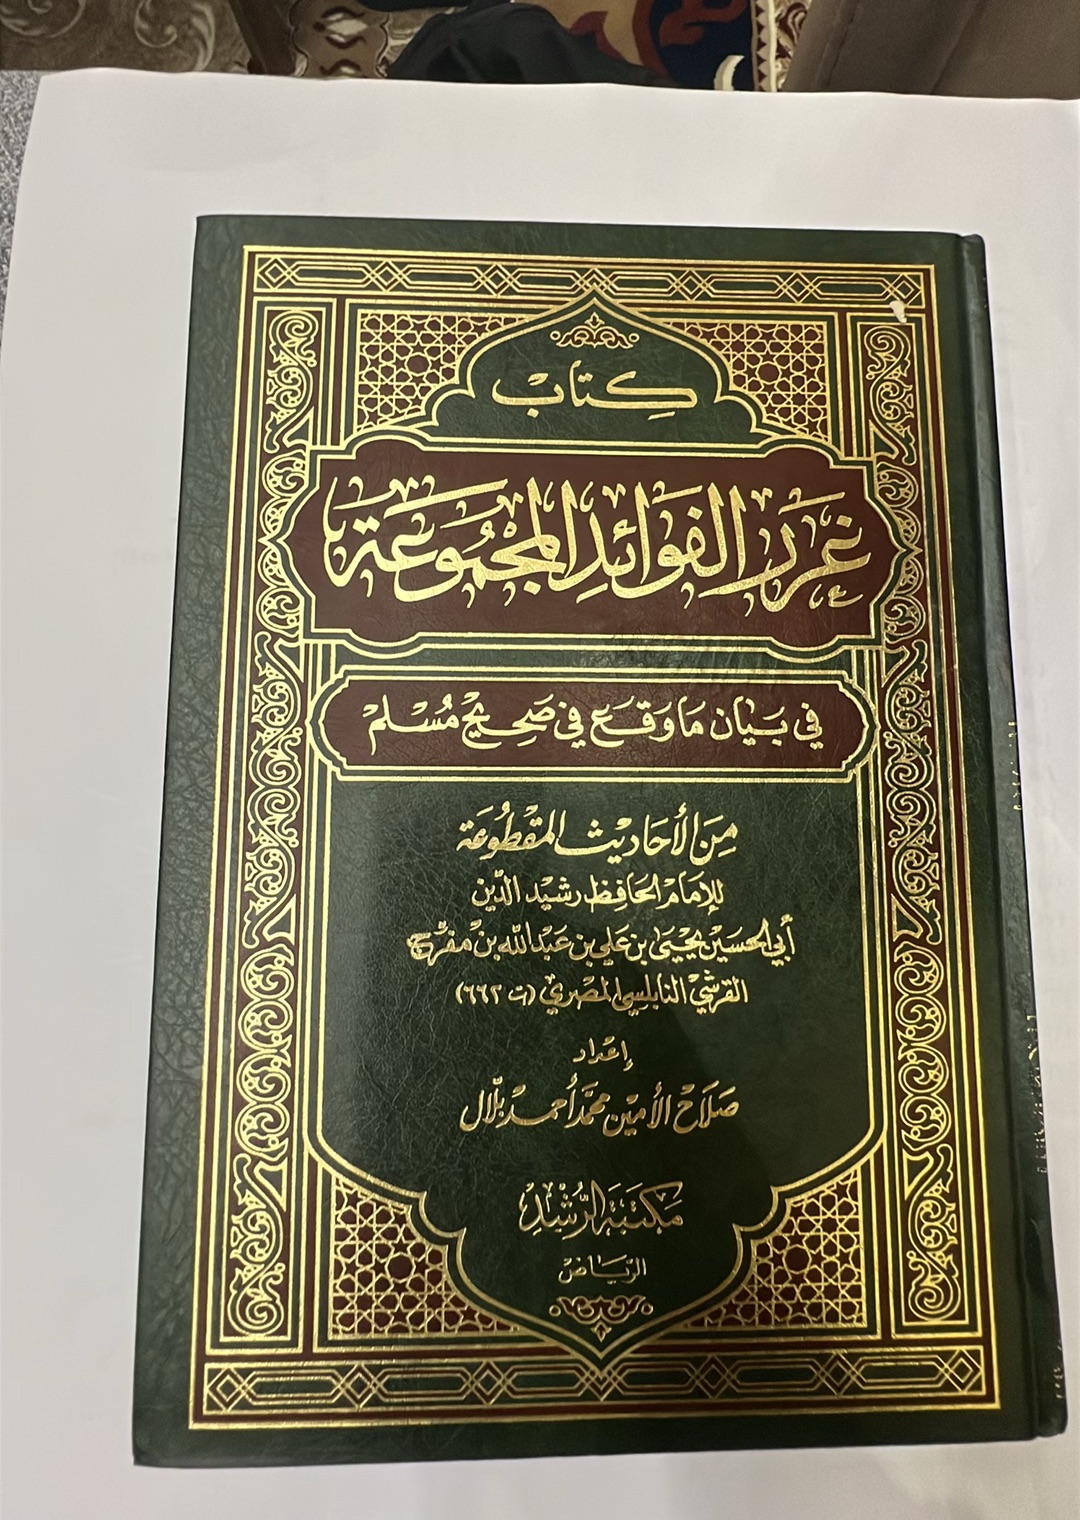 كتاب
غرر الفوائد المجموعة
في بيان ما وقع في صحيح مسلم
من الأحاديث المقطوعة
للإمام الحافظ رشيد الدين
أبي الحسين يحيى بن علي بن عبد الله بن مفرج
القرشي النابلسي المصري (ت ٦٦٢)
إعداد
صلاح الأمين محمد أحمد بلال
مكتبة الرشد
الرياض